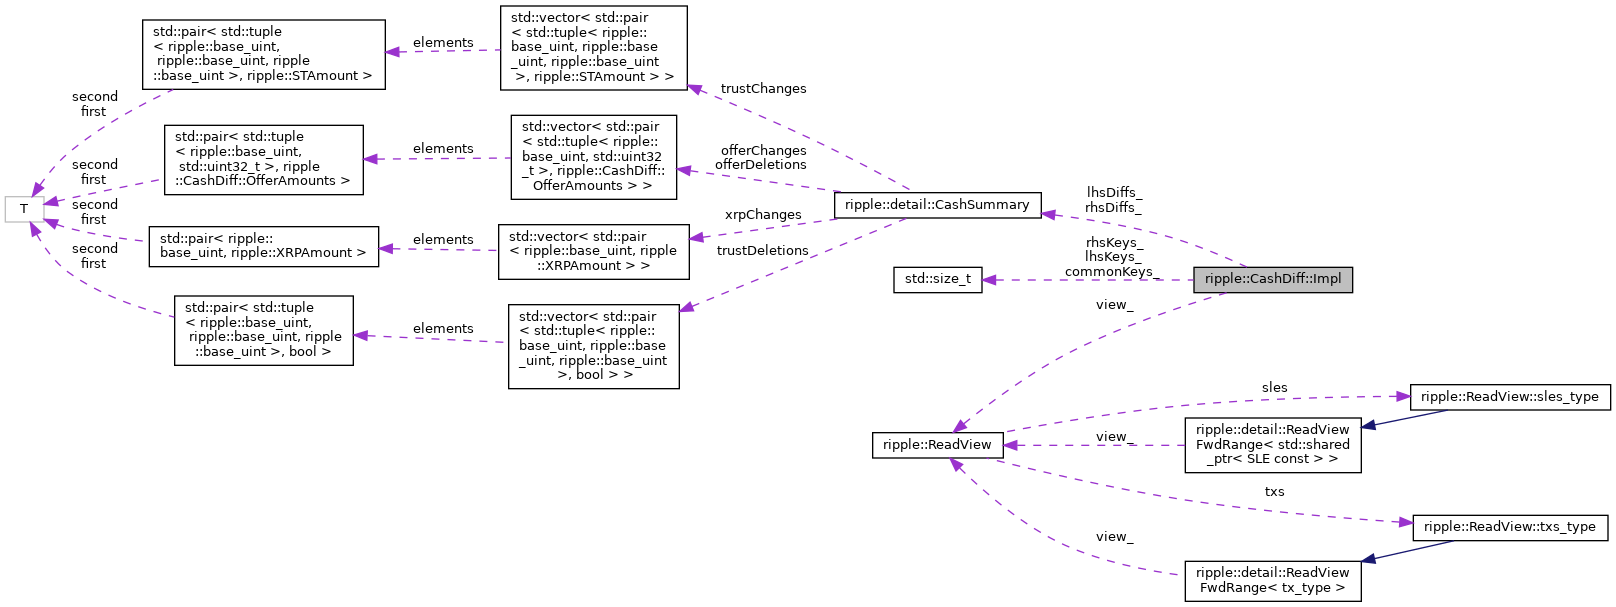 std::pair< std::tuple
< ripple::base_uint,
ripple::base_uint, ripple
::base_uint >, ripple::STAmount >
elements
std::vector< std::pair
< std::tuple< ripple::
base_uint, ripple::base
_uint, ripple::base_uint
>, ripple::STAmount > >
trustChanges
second
first
std::pair< std::tuple
< ripple::base_uint,
std::uint32_t >, ripple
::CashDiff::OfferAmounts >
elements
std::vector< std::pair
< std::tuple< ripple::
base_uint, std::uint32
_t >, ripple::CashDiff::
OfferAmounts > >
offerChanges
offerDeletions
second
first
T
second
first
std::pair< ripple::
base_uint, ripple::XRPAmount >
elements
std::vector< std::pair
< ripple::base_uint, ripple
::XRPAmount > >
xrpChanges
ripple::detail::CashSummary
lhsDiffs_
rhsDiffs_
second
first
std::pair< std::tuple
< ripple::base_uint,
ripple::base_uint, ripple
::base_uint >, bool >
elements
std::vector< std::pair
< std::tuple< ripple::
base_uint, ripple::base
_uint, ripple::base_uint
>, bool > >
trustDeletions
std::size_t
rhsKeys_
lhsKeys_
commonKeys_
ripple::CashDiff::Impl
view_
ripple::ReadView
sles
ripple::ReadView::sles_type
view_
ripple::detail::ReadView
FwdRange< std::shared
_ptr< SLE const > >
txs
ripple::ReadView::txs_type
view_
ripple::detail::ReadView
FwdRange< tx_type >